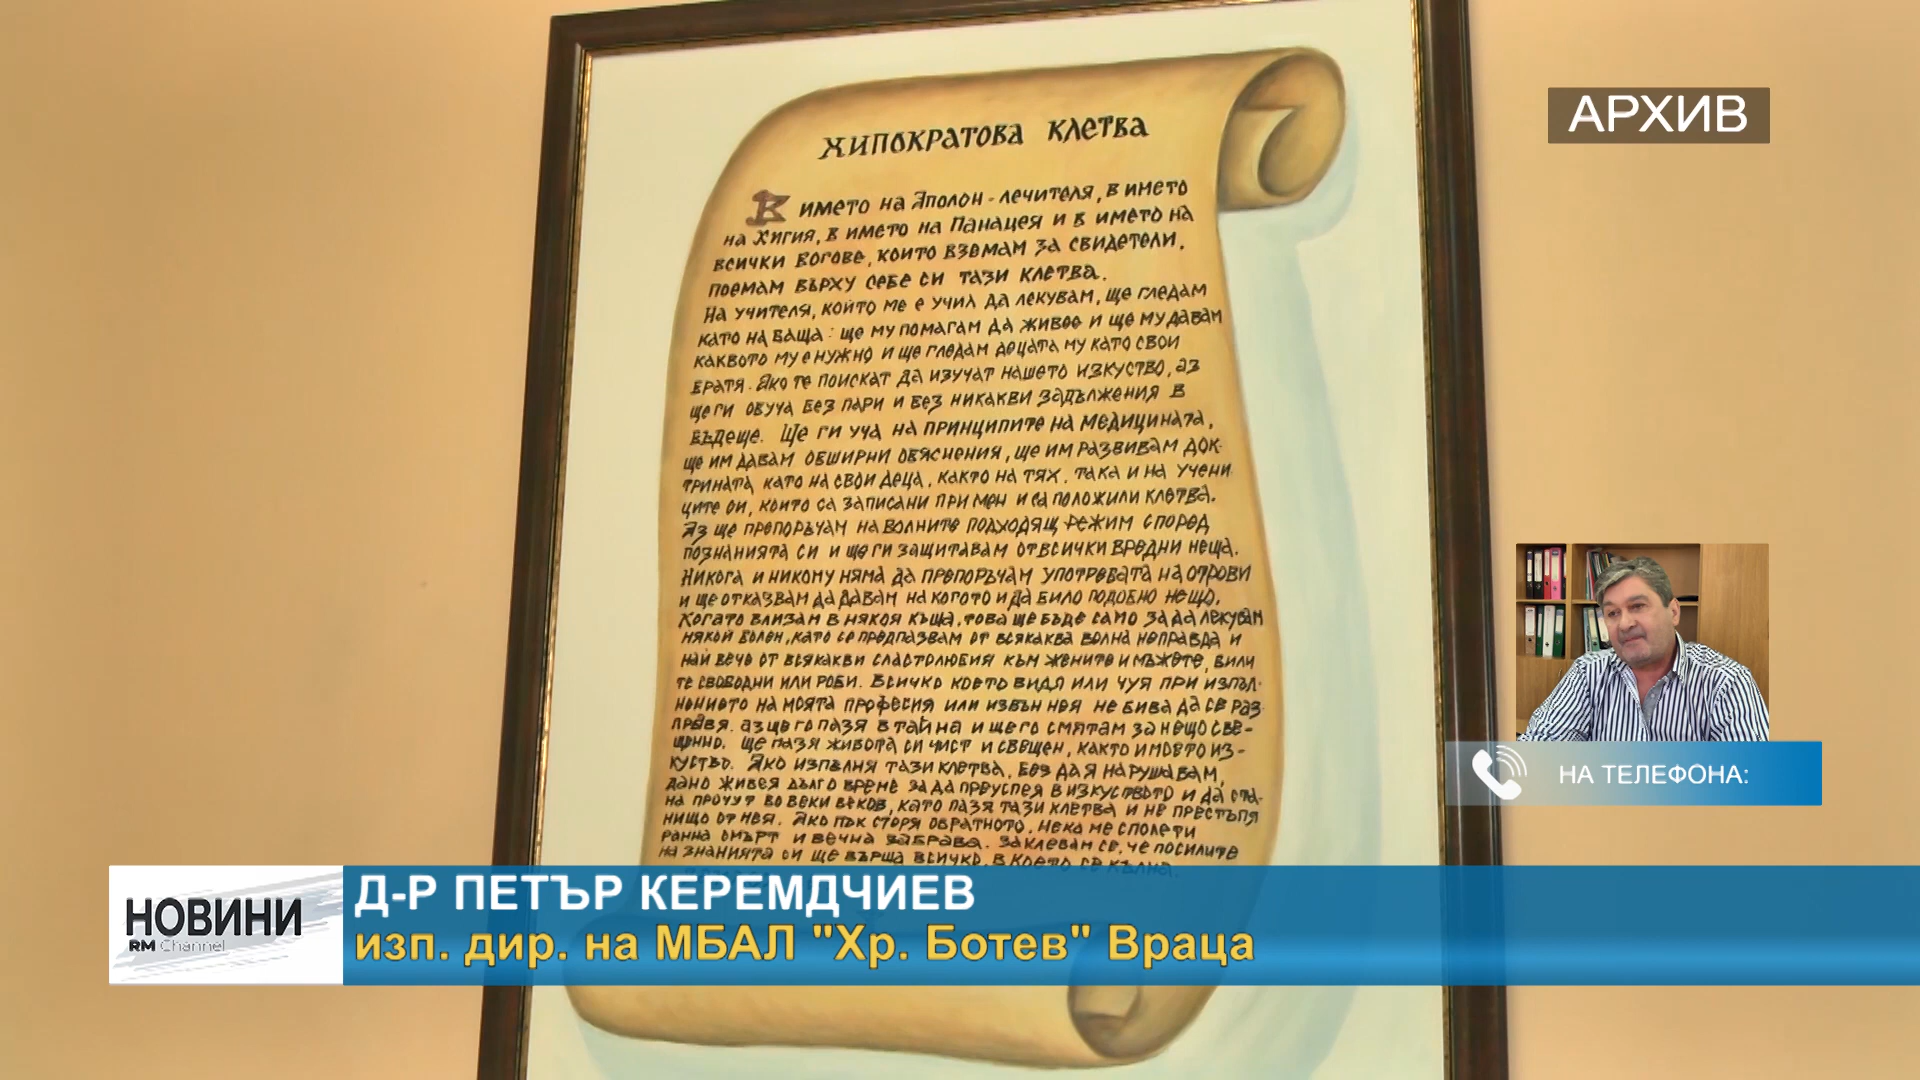 АРХИВ
ХИПОКРАТОВА КЛЕТВА
В ИМЕТО НА АПОЛОН - ЛЕЧИТЕЛЯ, В ИМЕТО
НА ХИГИЯ, В ИМЕТО НА ПАНАЦЕЯ И В ИМЕТО НА
ВСИЧКИ БОГОВЕ, КОИТО ВЗЕМАМ ЗА СВИДЕТЕЛИ,
ПОЕМАМ ВЪРХУ СЕБЕ СИ ТАЗИ КЛЕТВА.
НА УЧИТЕЛЯ, КОЙТО МЕ Е УЧИЛ ДА ЛЕКУВАМ, ЩЕ ГЛЕДАМ
КАТО НА БАЩА: ЩЕ МУ ПОМАГАМ ДА ЖИВЕЕ И ЩЕ МУ ДАВАМ
КАКВОТО МУ Е НУЖНО И ЩЕ ГЛЕДАМ ДЕЦАТА МУ КАТО СВОИ
БРАТЯ. АКО ТЕ ПОИСКАТ ДА ИЗУЧАТ НАШЕТО ИЗКУСТВО, АЗ
ЩЕ ГИ ОБУЧА БЕЗ ПАРИ И БЕЗ НИКАКВИ ЗАДЪЛЖЕНИЯ В
БЪДЕЩЕ. ЩЕ ГИ УЧА НА ПРИНЦИПИТЕ НА МЕДИЦИНАТА,
ЩЕ ИМ ДАВАМ ОБШИРНИ ОБЯСНЕНИЯ, ЩЕ ИМ РАЗВИВАМ ДОК-
ТРИНАТА КАТО НА СВОИ ДЕЦА, КАКТО НА ТЯХ, ТАКА И НА УЧЕНИ
ЦИТЕ СИ, КОИТО СА ЗАПИСАНИ ПРИ МЕН И СА ПОЛОЖИЛИ КЛЕТВА.
АЗ ЩЕ ПРЕПОРЪЧАМ НА БОЛНИТЕ ПОДХОДЯЩ РЕЖИМ СПОРЕД
ПОЗНАНИЯТА СИ И ЩЕ ГИ ЗАЩИТАВАМ ОТ ВСИЧКИ ВРЕДНИ НЕЩА.
НИКОГА И НИКОМУ НЯМА ДА ПРЕПОРЪЧАМ УПОТРЕБАТА НА ОТРОВИ
И ЩЕ ОТКАЗВАМ ДА ДАВАМ НА КОГОТО И ДА БИЛО ПОДОБНО НЕЩО.
КОГАТО ВЛИЗАМ В НЯКОЯ КЪЩА, ТОВА ЩЕ БЪДЕ САМО ЗА ДА ЛЕКУВАМ
НЯКОЙ БОЛЕН, КАТО СЕ ПРЕДПАЗВАМ ОТ ВСЯКАКВА ВОЛНА НЕПРАВДА И
НАЙ ВЕЧЕ ОТ ВСЯКАКВИ СЛАСТОЛЮБИЯ КЪМ ЖЕНИТЕ И МЪЖЕТЕ, БИЛИ
ТЕ СВОБОДНИ ИЛИ РОБИ. ВСИЧКО КОЕТО ВИДЯ ИЛИ ЧУЯ ПРИ ИЗПЪЛ-
НЕНИЕТО НА МОЯТА ПРОФЕСИЯ ИЛИ ИЗВЪН НЕЯ НЕ БИВА ДА СЕ РАЗ-
ПРАВЯ, АЗ ЩЕ ГО ПАЗЯ В ТАЙНА И ЩЕ ГО СМЯТАМ ЗА НЕЩО СВЕ-
ЩЕННО. ЩЕ ПАЗЯ ЖИВОТА СИ ЧИСТ И СВЕЩЕН, КАКТО И МОЕТО ИЗ-
КУСТВО. АКО ИЗПЪЛНЯ ТАЗИ КЛЕТВА, БЕЗ ДА Я НАРУШАВАМ,
ДАНО ЖИВЕЯ ДЪЛГО ВРЕМЕ ЗА ДА ПРЕУСПЕЯ В ИЗКУСТВОТО И ДА СТА-
НА ПРОЧУТ ВО ВЕКИ ВЕКОВ, КАТО ПАЗЯ ТАЗИ КЛЕТВА И НЕ ПРЕСТЪПЯ
НИЩО ОТ НЕЯ. АКО ПЪК СТОРЯ ОБРАТНОТО, НЕКА МЕ СПОЛЕТИ
РАННА СМЪРТ И ВЕЧНА ЗАБРАВА. ЗАКЛЕВАМ СЕ, ЧЕ ПО СИЛИТЕ
НА ЗНАНИЯТА СИ ЩЕ ВЪРША ВСИЧКО, В КОЕТО СЕ КЪЛНА.
НА ТЕЛЕФОНА:
НОВИНИ
RM Channel
Д-Р ПЕТЪР КЕРЕМДЧИЕВ
изп. дир. на МБАЛ "Хр. Ботев" Враца